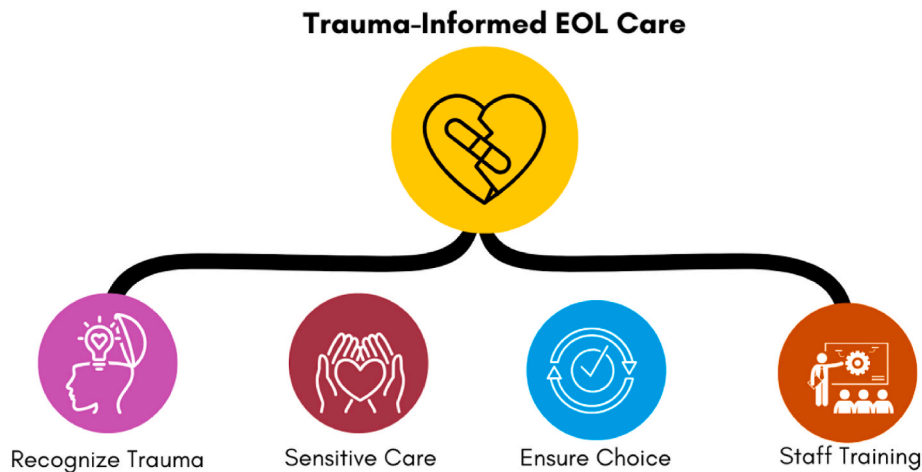 Trauma-Informed EOL Care
Recognize Trauma
Sensitive Care
Ensure Choice
Staff Training